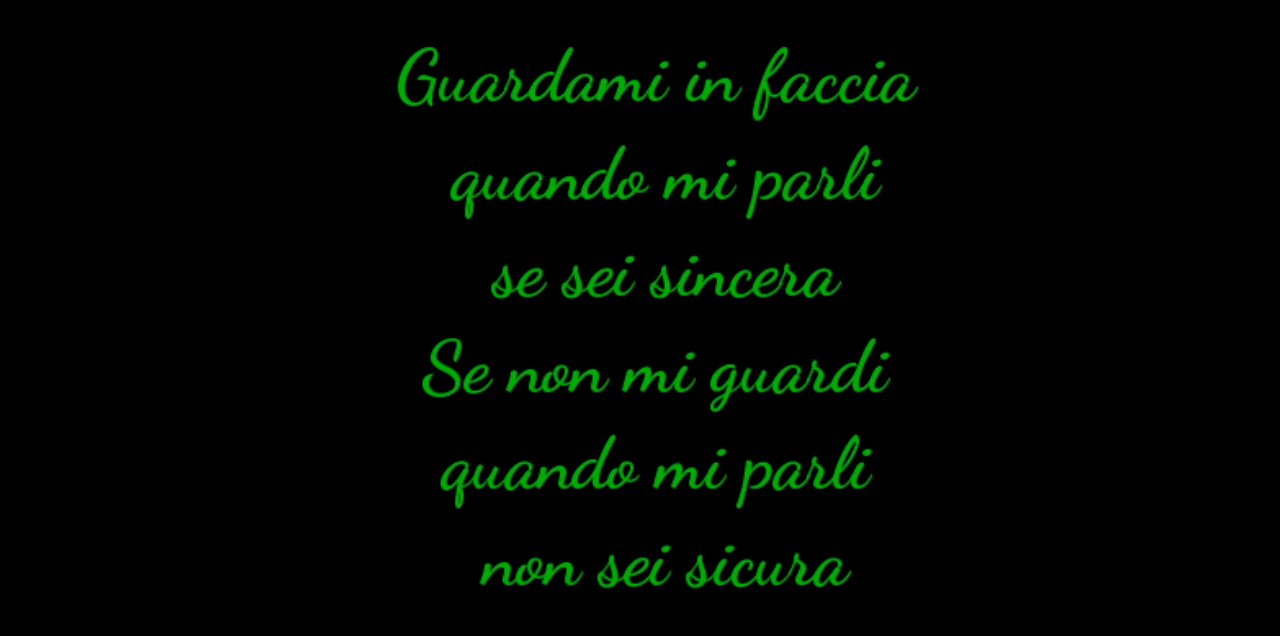 Guardami in faccia
quando mi parli
se sei sincera
Se non mi guardi
quando mi parli
non sei sicura